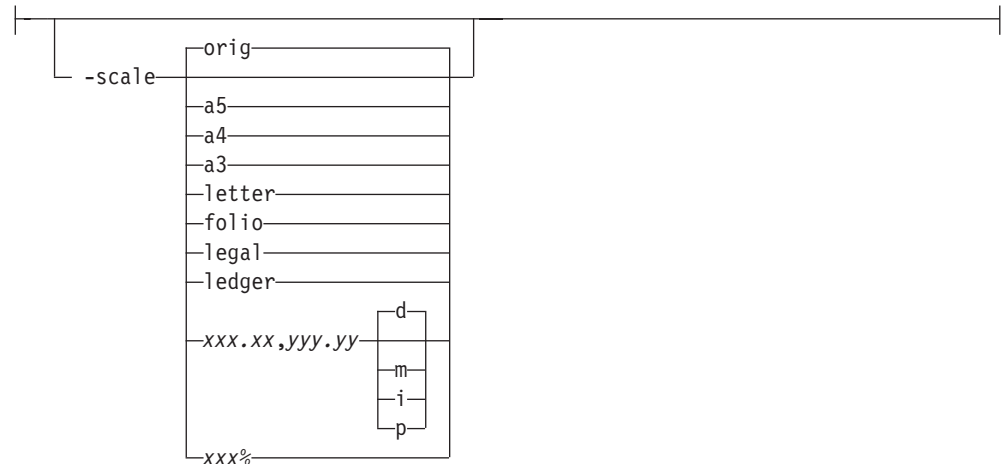 orig
-scale
a5
a4
a3
letter
folio
legal
ledger
d
xxx.xx,yyy.yy
m
i
p
xxx%